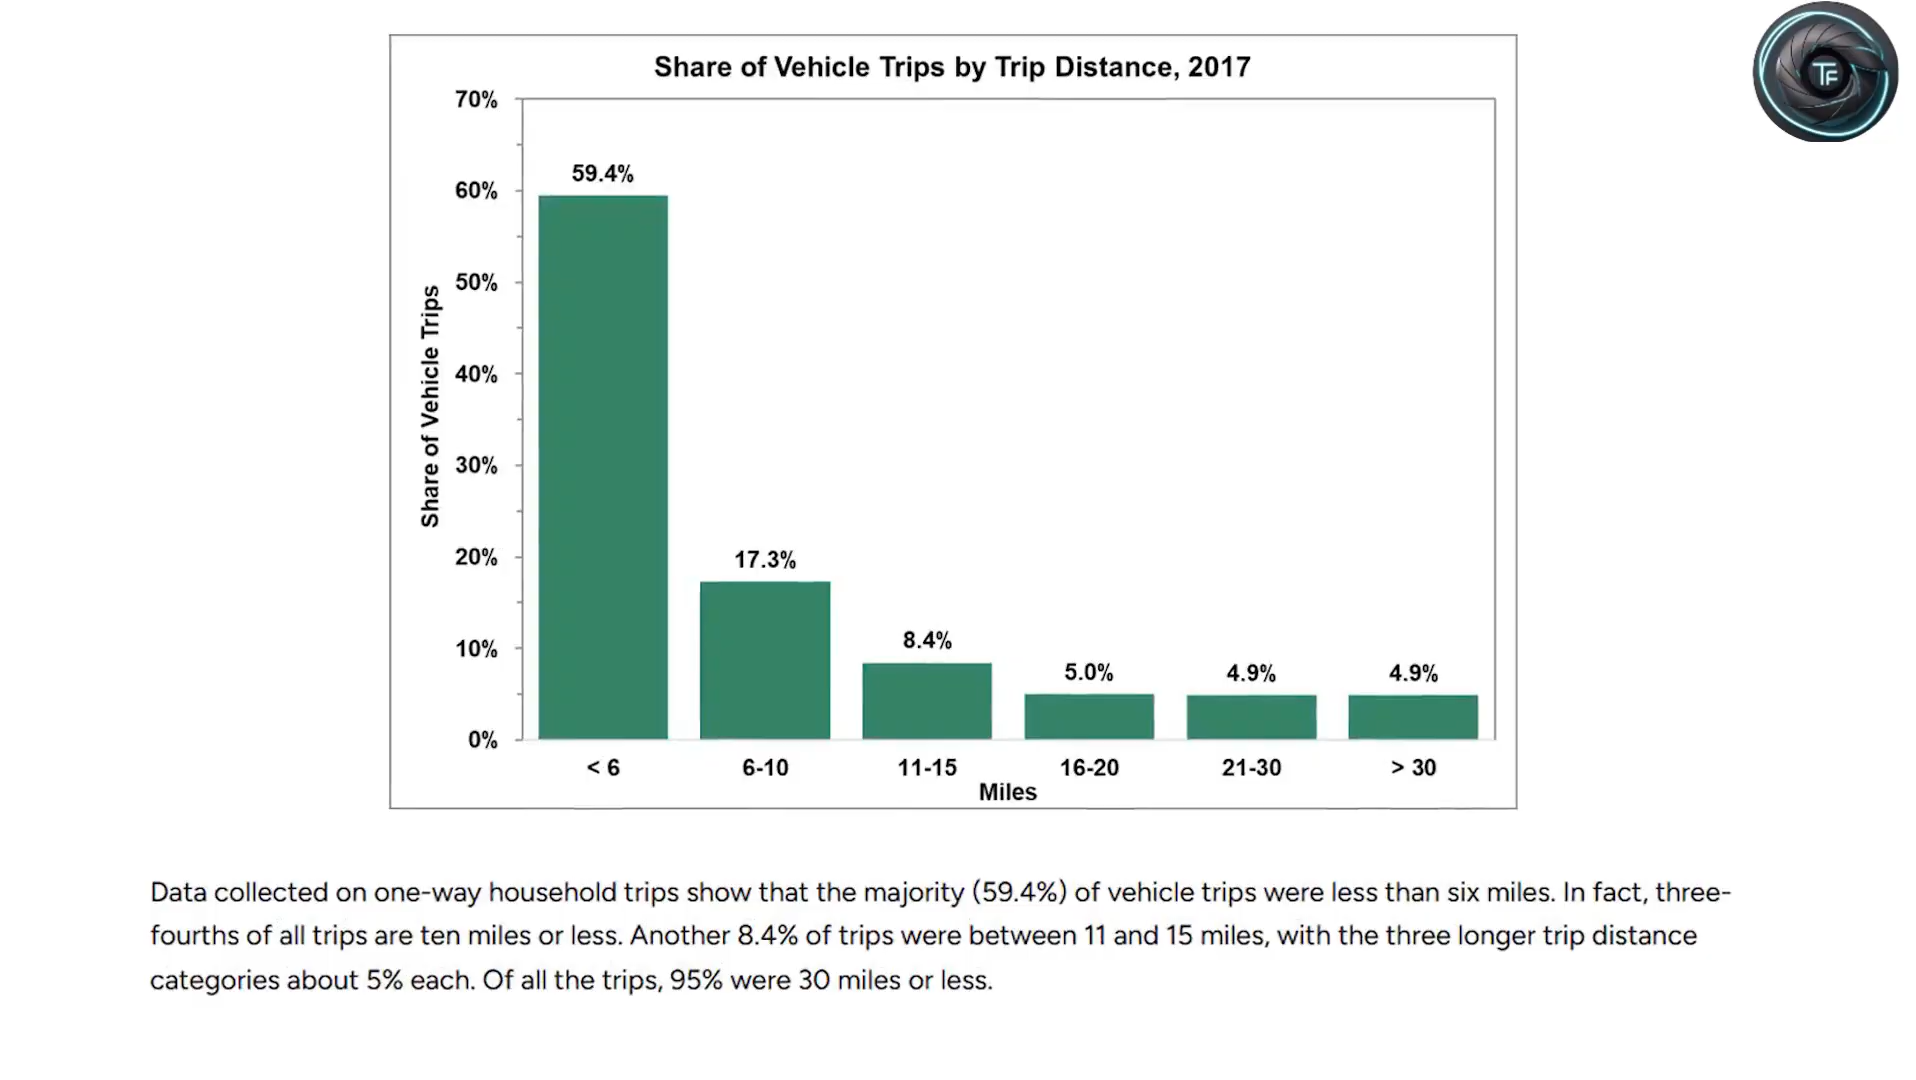 TF
Share of Vehicle Trips by Trip Distance, 2017
70%
60%
50%
40%
30%
20%
10%
0%
Share of Vehicle Trips
59.4%
17.3%
8.4%
5.0%
4.9%
4.9%
< 6
6-10
11-15
16-20
21-30
> 30
Miles
Data collected on one-way household trips show that the majority (59.4%) of vehicle trips were less than six miles. In fact, three-
fourths of all trips are ten miles or less. Another 8.4% of trips were between 11 and 15 miles, with the three longer trip distance
categories about 5% each. Of all the trips, 95% were 30 miles or less.